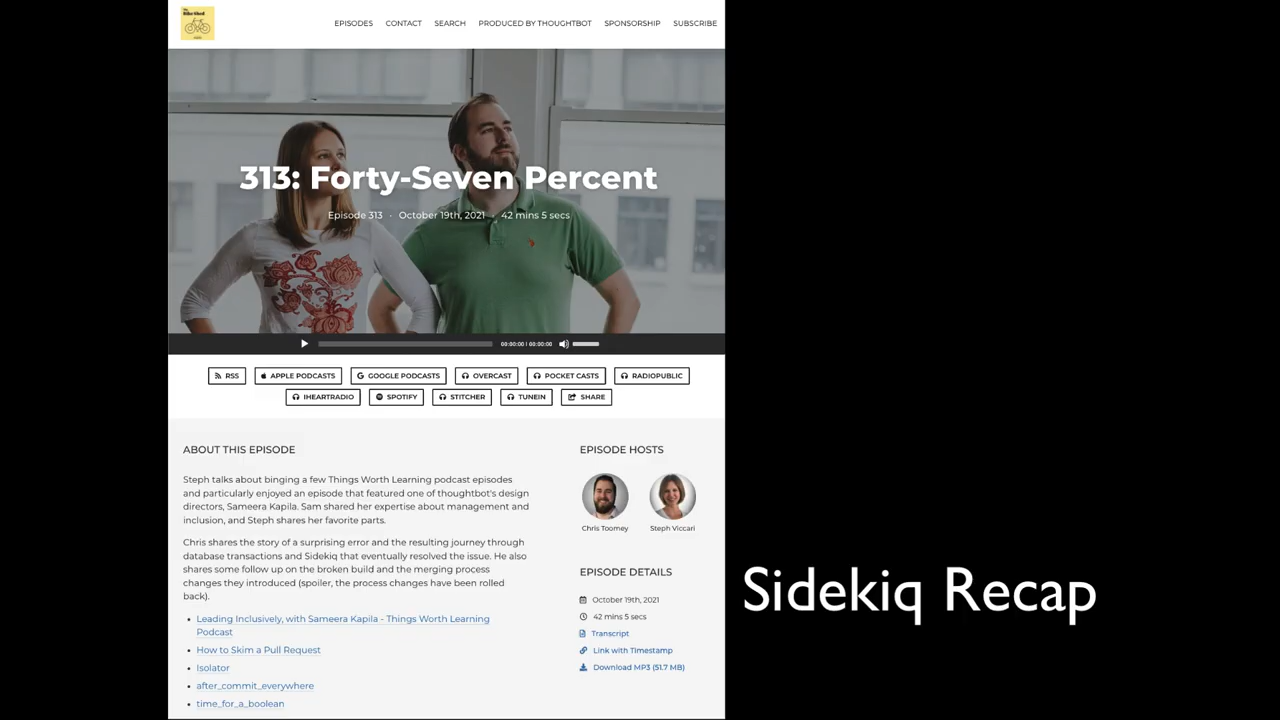 The
Bike Shed
EPISODES CONTACT SEARCH PRODUCED BY THOUGHTBOT SPONSORSHIP SUBSCRIBE
313: Forty-Seven Percent
Episode 313 · October 19th, 2021 · 42 mins 5 secs
00:00:00 | 00:00:00
RSS APPLE PODCASTS GOOGLE PODCASTS OVERCAST POCKET CASTS RADIOPUBLIC
IHEARTRADIO SPOTIFY STITCHER TUNEIN SHARE
ABOUT THIS EPISODE
Steph talks about binging a few Things Worth Learning podcast episodes
and particularly enjoyed an episode that featured one of thoughtbot's design
directors, Sameera Kapila. Sam shared her expertise about management and
inclusion, and Steph shares her favorite parts.
Chris shares the story of a surprising error and the resulting journey through
database transactions and Sidekiq that eventually resolved the issue. He also
shares some follow up on the broken build and the merging process
changes they introduced (spoiler, the process changes have been rolled
back).
• Leading Inclusively, with Sameera Kapila - Things Worth Learning
Podcast
• How to Skim a Pull Request
• Isolator
• after_commit_everywhere
• time_for_a_boolean
EPISODE HOSTS
Chris Toomey Steph Viccari
EPISODE DETAILS
October 19th, 2021
42 mins 5 secs
Transcript
Link with Timestamp
Download MP3 (51.7 MB)
Sidekiq Recap